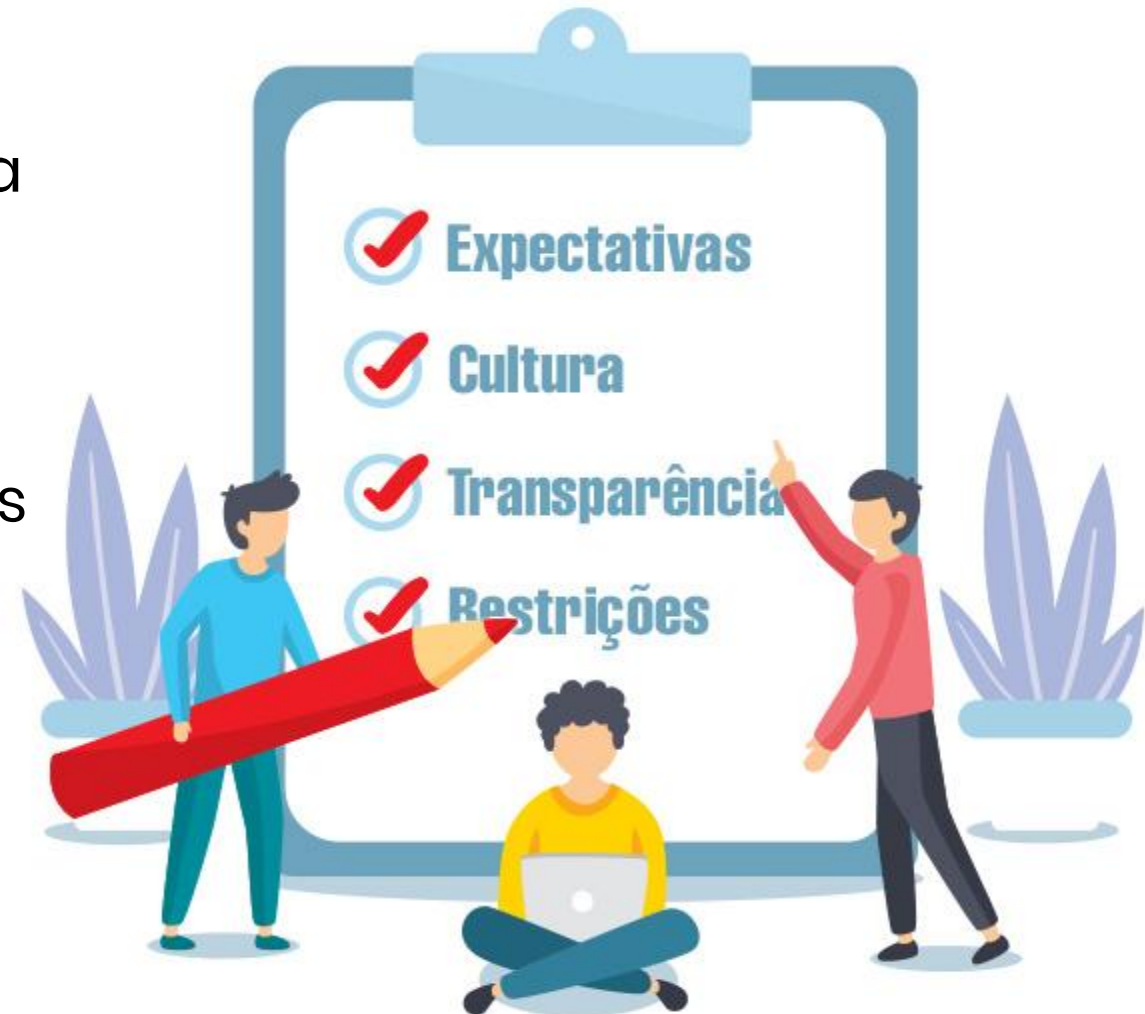 a
Expectativas
Cultura
s
Transparência
Restrições